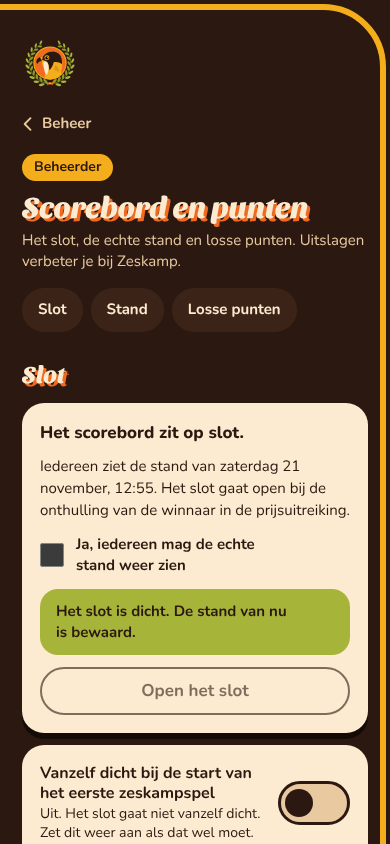 Beheer
Beheerder
Scorebord en punten
Het slot, de echte stand en losse punten. Uitslagen
verbeter je bij Zeskamp.
Slot
Stand
Losse punten
Slot
Het scorebord zit op slot.
Iedereen ziet de stand van zaterdag 21
november, 12:55. Het slot gaat open bij de
onthulling van de winnaar in de prijsuitreiking.
Ja, iedereen mag de echte
stand weer zien
Het slot is dicht. De stand van nu
is bewaard.
Open het slot
Vanzelf dicht bij de start van
het eerste zeskampspel
Uit. Het slot gaat niet vanzelf dicht.
Zet dit weer aan als dat wel moet.